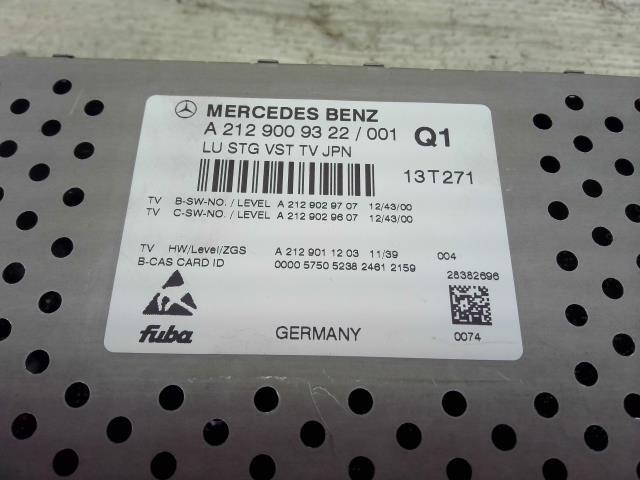 MERCEDES BENZ
A 212 900 93 22 / 001 Q1
LU STG VST TV JPN
13T271
TV B-SW-NO. / LEVEL A 212 902 97 07 12/43/00
TV C-SW-NO. / LEVEL A 212 902 96 07 12/43/00
TV HW/Level/ZGS A 212 901 12 03 11/39 004
B-CAS CARD ID 0000 5750 5238 2461 2159
28382696
fuba GERMANY 0074